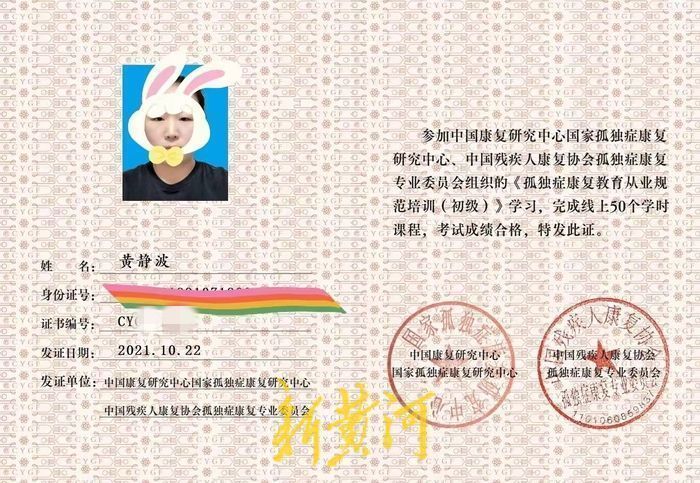 参加中国康复研究中心国家孤独症康复
研究中心、中国残疾人康复协会孤独症康复
专业委员会组织的《孤独症康复教育从业规
范培训（初级）》学习，完成线上50个学时
课程，考试成绩合格，特发此证。
姓 名：黄静波
身份证号：
证书编号：CY
发证日期：2021.10.22
发证单位：中国康复研究中心国家孤独症康复研究中心
中国残疾人康复协会孤独症康复专业委员会
国家孤独症
中国康复研究中心
国家孤独症康复研究中心
残疾人康复协会
中国残疾人康复协会
孤独症康复专业委员会
孤独症康复专业委员会
新黄河
CYGF